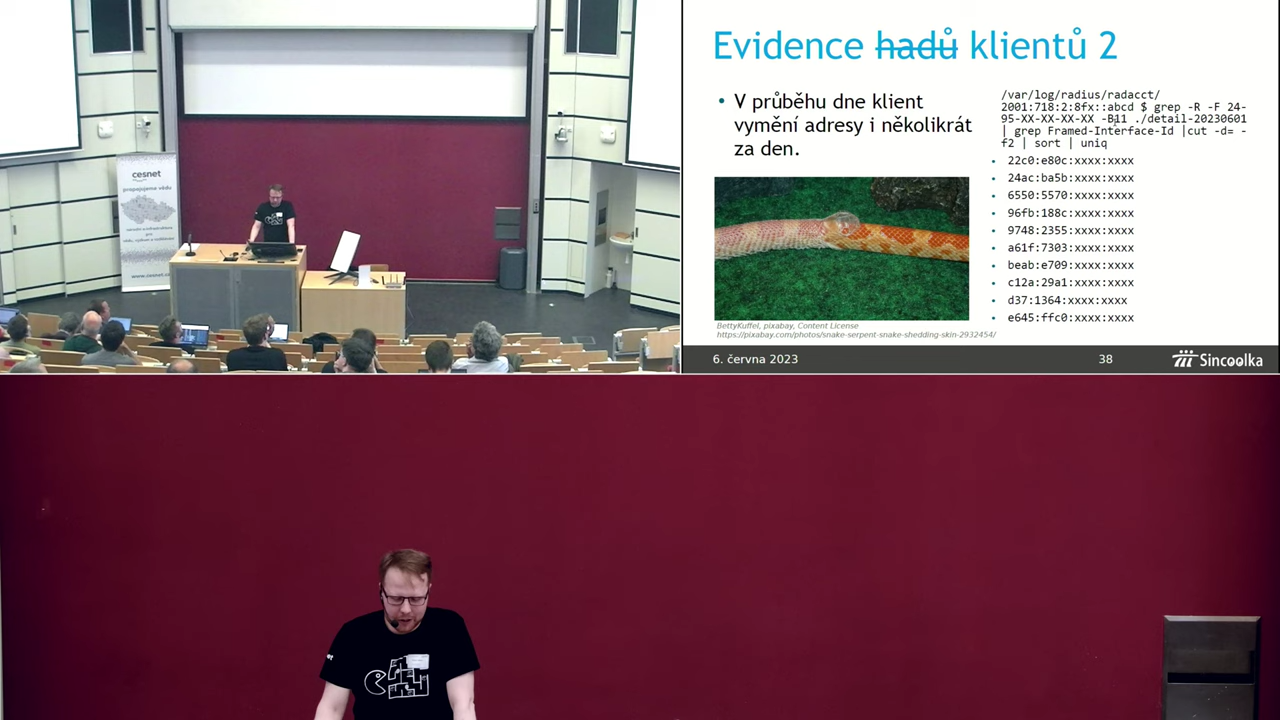 cesnet
propagujeme vědu
www.cesnet.cz
Evidence hadů klientů 2
• V průběhu dne klient
vymění adresy i několikrát
za den.
BettyKuffel, pixabay, Content License
https://pixabay.com/photos/snake-serpent-snake-shedding-skin-2932454/
/var/log/radius/radacct/
2001:718:2:8fx::abcd $ grep -R -F 24-
95-XX-XX-XX-XX -B11 ./detail-20230601
| grep Framed-Interface-Id |cut -d= -
f2 | sort | uniq
• 22c0:e80c:xxxx:xxxx
• 24ac:ba5b:xxxx:xxxx
• 6550:5570:xxxx:xxxx
• 96fb:188c:xxxx:xxxx
• 9748:2355:xxxx:xxxx
• a61f:7303:xxxx:xxxx
• beab:e709:xxxx:xxxx
• c12a:29a1:xxxx:xxxx
• d37:1364:xxxx:xxxx
• e645:ffc0:xxxx:xxxx
6. června 2023
38
Sincoolka